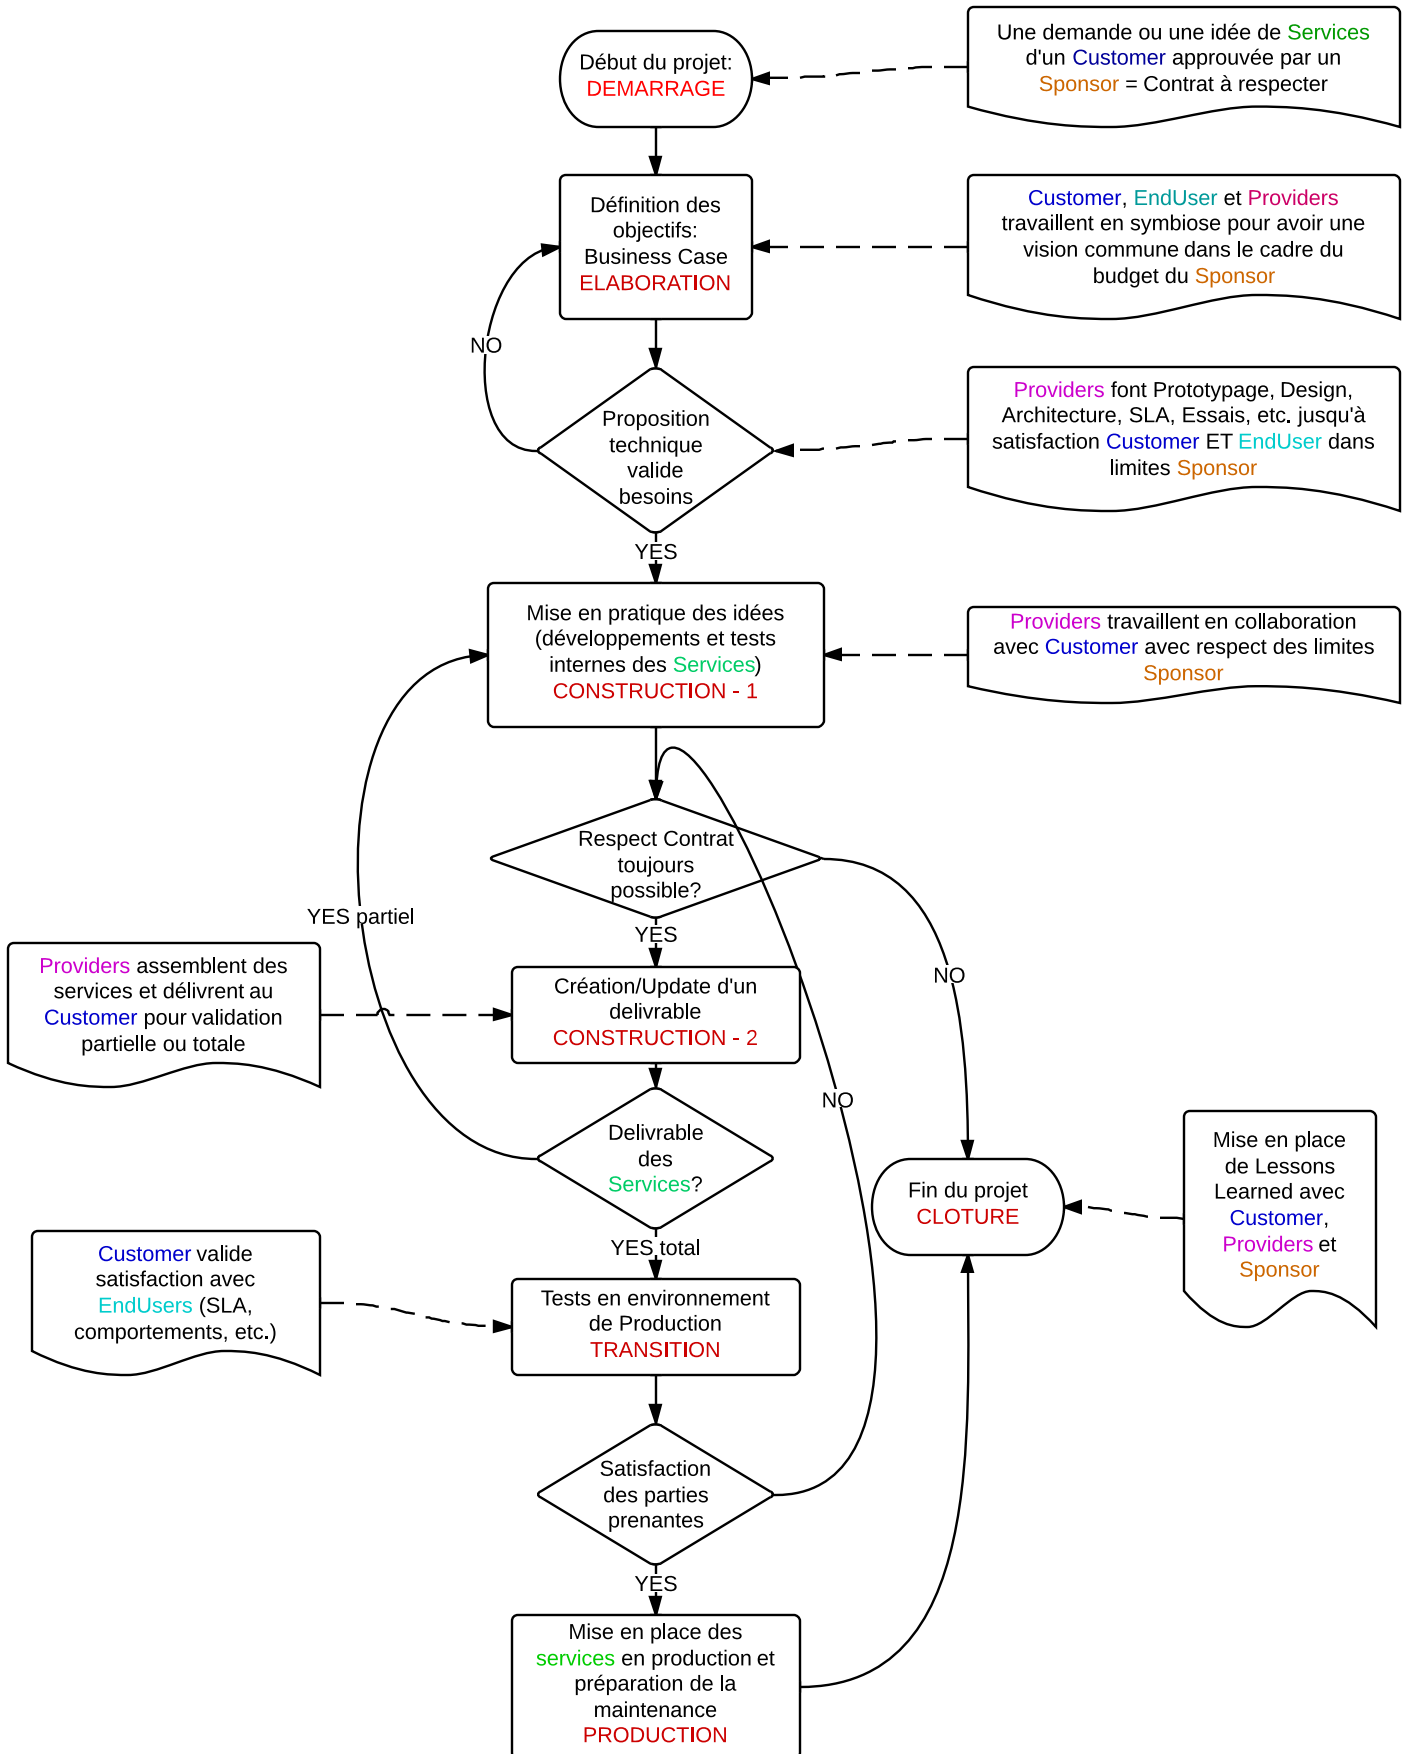 Début du projet:
DEMARRAGE
Une demande ou une idée de Services
d'un Customer approuvée par un
Sponsor = Contrat à respecter
Définition des
objectifs:
Business Case
ELABORATION
Customer, EndUser et Providers
travaillent en symbiose pour avoir une
vision commune dans le cadre du
budget du Sponsor
NO
Proposition
technique
valide
besoins
Providers font Prototypage, Design,
Architecture, SLA, Essais, etc. jusqu'à
satisfaction Customer ET EndUser dans
limites Sponsor
YES
Mise en pratique des idées
(développements et tests
internes des Services)
CONSTRUCTION - 1
Providers travaillent en collaboration
avec Customer avec respect des limites
Sponsor
Respect Contrat
toujours
possible?
YES partiel
YES
NO
Providers assemblent des
services et délivrent au
Customer pour validation
partielle ou totale
Création/Update d'un
delivrable
CONSTRUCTION - 2
NO
Delivrable
des
Services?
Fin du projet
CLOTURE
Mise en place
de Lessons
Learned avec
Customer,
Providers et
Sponsor
YES total
Customer valide
satisfaction avec
EndUsers (SLA,
comportements, etc.)
Tests en environnement
de Production
TRANSITION
Satisfaction
des parties
prenantes
YES
Mise en place des
services en production et
préparation de la
maintenance
PRODUCTION